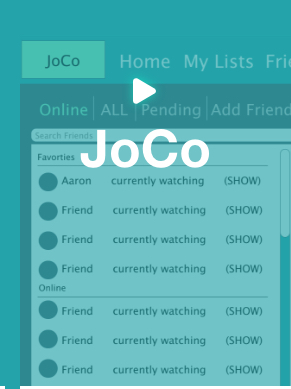 JoCo Home My Lists Frie
Online ALL Pending Add Friend
Search Friends
JoCo
Favorties
Aaron currently watching (SHOW)
Friend currently watching (SHOW)
Friend currently watching (SHOW)
Friend currently watching (SHOW)
Online
Friend currently watching (SHOW)
Friend currently watching (SHOW)
Friend currently watching (SHOW)